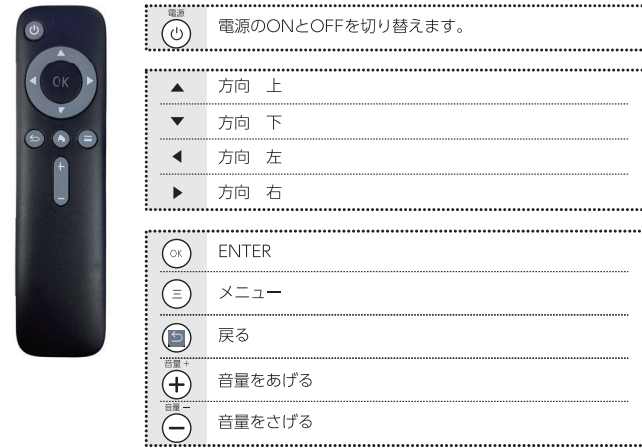 OK
+
−
電源
電源のONとOFFを切り替えます。
▲ 方向　上
▼ 方向　下
◀ 方向　左
▶ 方向　右
OK ENTER
メニュー
戻る
音量 +
音量をあげる
音量 −
音量をさげる